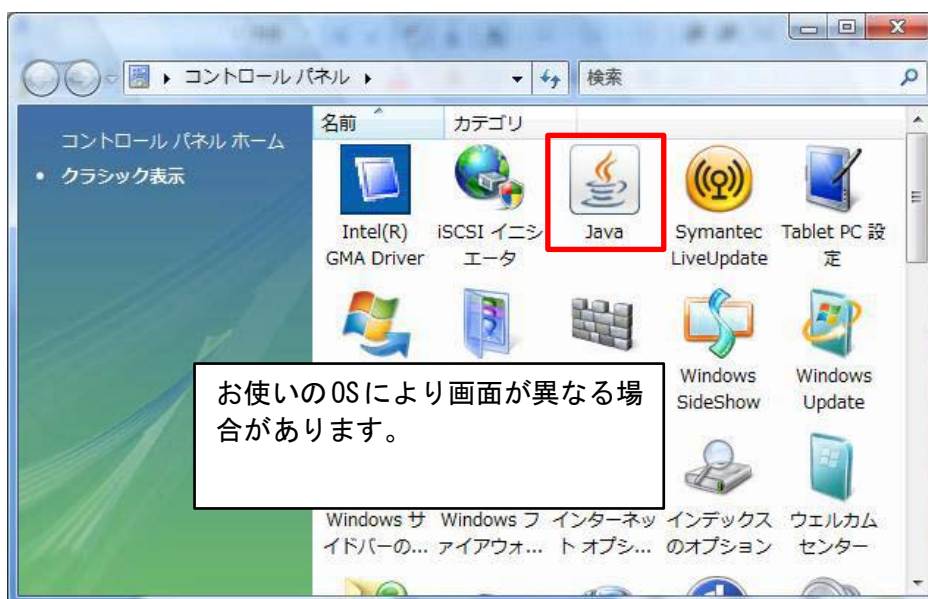 コントロール パネル
検索
コントロール パネル ホーム
• クラシック表示
名前 カテゴリ
Intel(R)
GMA Driver
iSCSI イニシ
エータ
Java
Symantec
LiveUpdate
Tablet PC 設
定
お使いのOSにより画面が異なる場
合があります。
Windows
SideShow
Windows
Update
Windows サ
イドバーの...
Windows フ
ァイアウォ...
インターネッ
ト オプシ...
インデックス
のオプション
ウェルカム
センター